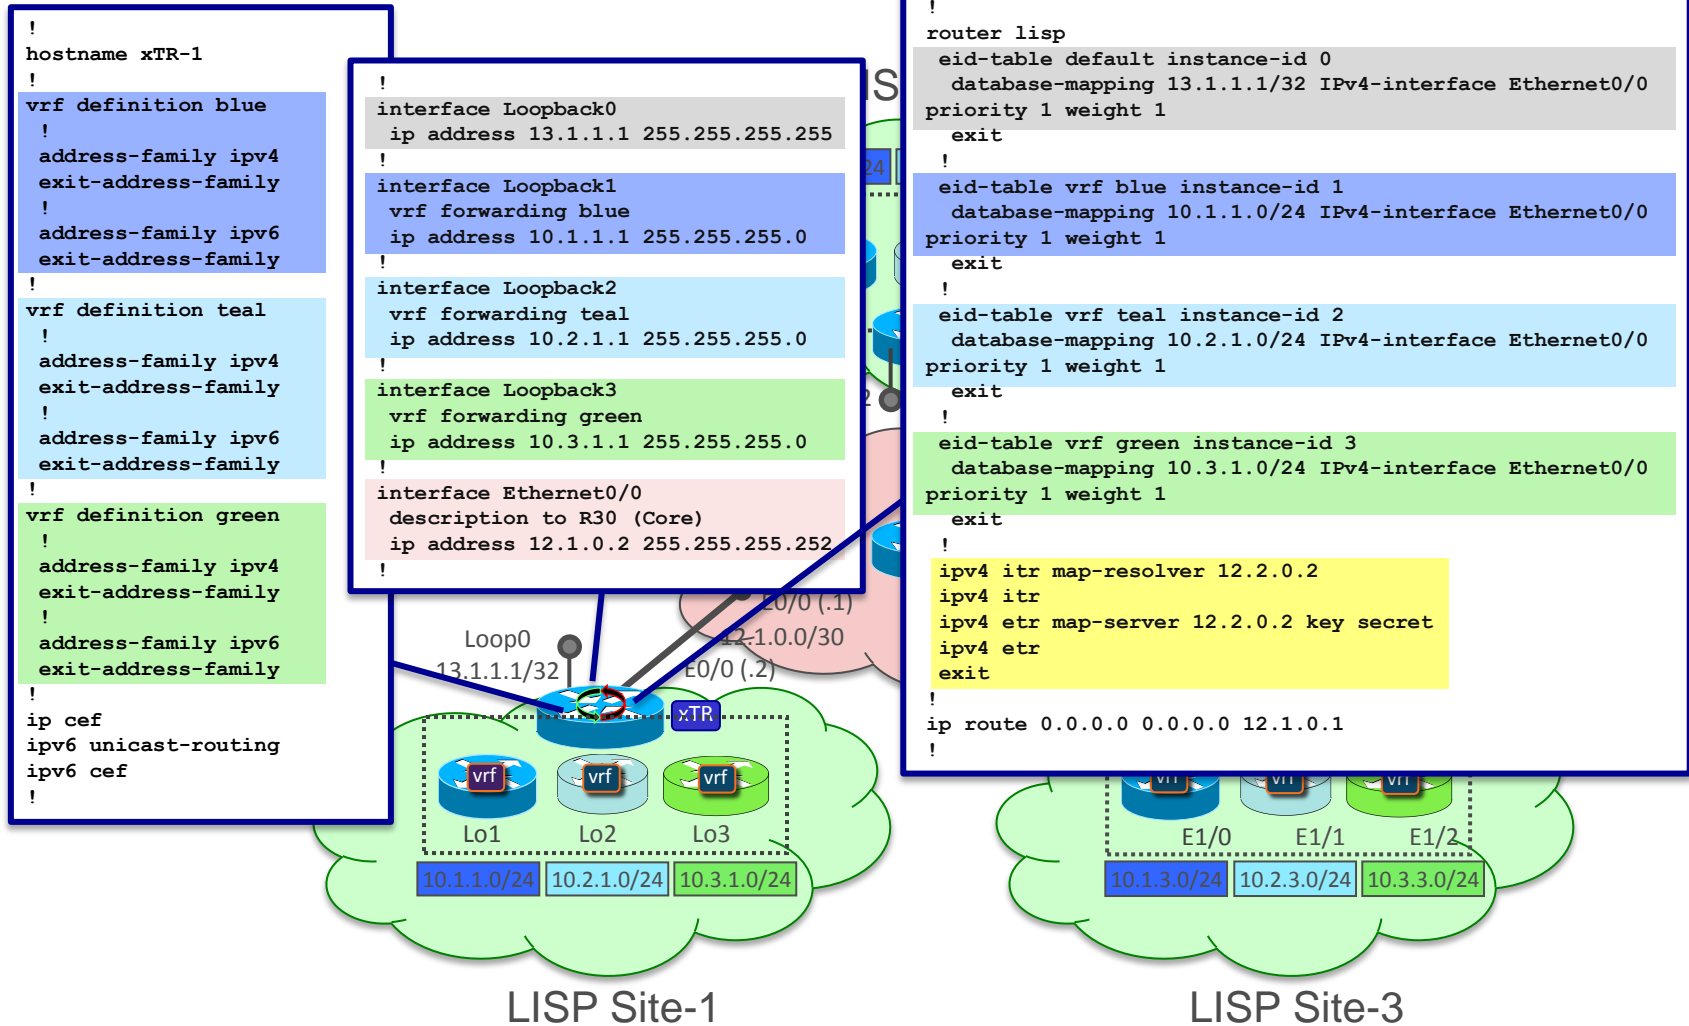 !
hostname xTR-1
!
vrf definition blue
!
address-family ipv4
exit-address-family
!
address-family ipv6
exit-address-family
!
vrf definition teal
!
address-family ipv4
exit-address-family
!
address-family ipv6
exit-address-family
!
vrf definition green
!
address-family ipv4
exit-address-family
!
address-family ipv6
exit-address-family
!
ip cef
ipv6 unicast-routing
ipv6 cef
!
!
interface Loopback0
ip address 13.1.1.1 255.255.255.255
!
interface Loopback1
vrf forwarding blue
ip address 10.1.1.1 255.255.255.0
!
interface Loopback2
vrf forwarding teal
ip address 10.2.1.1 255.255.255.0
!
interface Loopback3
vrf forwarding green
ip address 10.3.1.1 255.255.255.0
!
interface Ethernet0/0
description to R30 (Core)
ip address 12.1.0.2 255.255.255.252
!
!
router lisp
eid-table default instance-id 0
database-mapping 13.1.1.1/32 IPv4-interface Ethernet0/0
priority 1 weight 1
exit
!
eid-table vrf blue instance-id 1
database-mapping 10.1.1.0/24 IPv4-interface Ethernet0/0
priority 1 weight 1
exit
!
eid-table vrf teal instance-id 2
database-mapping 10.2.1.0/24 IPv4-interface Ethernet0/0
priority 1 weight 1
exit
!
eid-table vrf green instance-id 3
database-mapping 10.3.1.0/24 IPv4-interface Ethernet0/0
priority 1 weight 1
exit
!
ipv4 itr map-resolver 12.2.0.2
ipv4 itr
ipv4 etr map-server 12.2.0.2 key secret
ipv4 etr
exit
!
ip route 0.0.0.0 0.0.0.0 12.1.0.1
!
E0/0 (.1)
12.1.0.0/30
E0/0 (.2)
Loop0
13.1.1.1/32
xTR
vrf vrf vrf
Lo1 Lo2 Lo3
10.1.1.0/24 10.2.1.0/24 10.3.1.0/24
LISP Site-1
vrf vrf vrf
E1/0 E1/1 E1/2
10.1.3.0/24 10.2.3.0/24 10.3.3.0/24
LISP Site-3